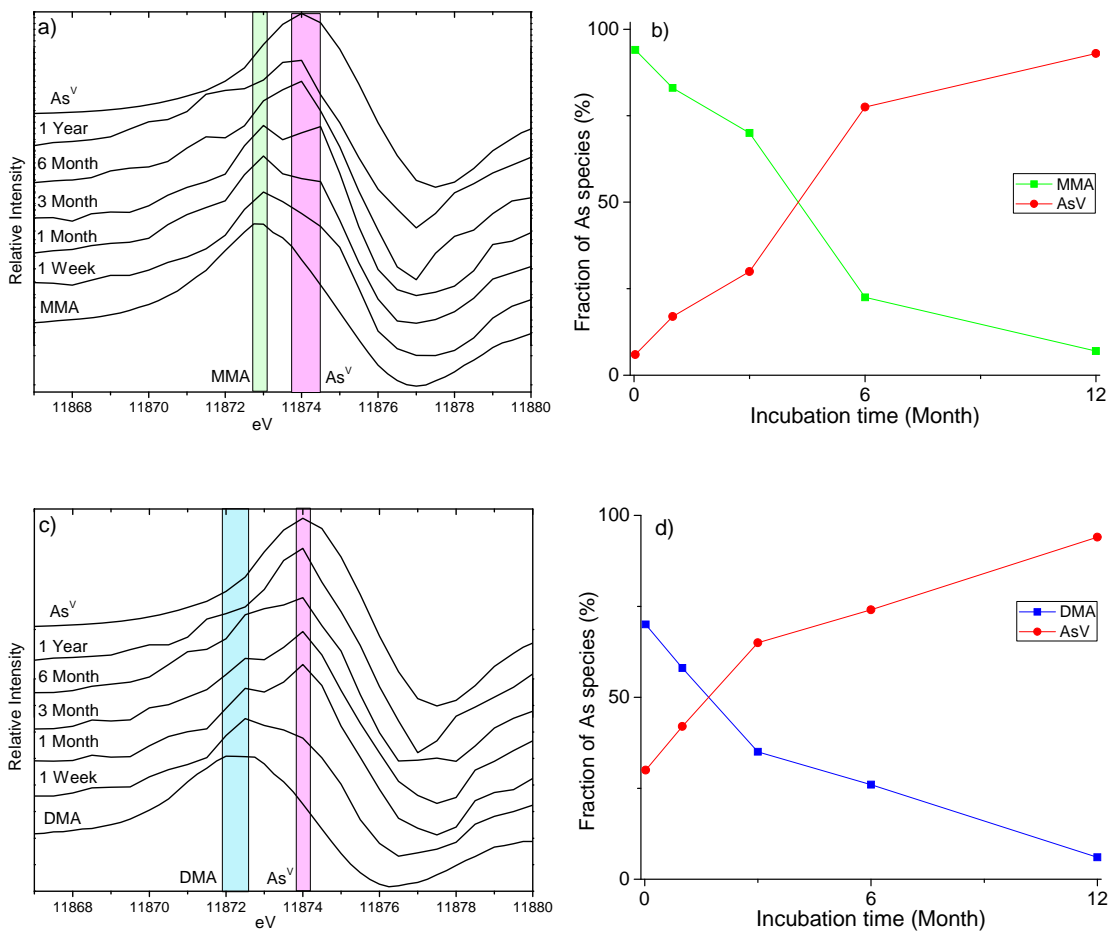 a)
As^V
1 Year
6 Month
3 Month
1 Month
1 Week
MMA
MMA
As^V
Relative Intensity
11868 11870 11872 11874 11876 11878 11880
eV
b)
100
50
0
Fraction of As species (%)
MMA
AsV
0 6 12
Incubation time (Month)
c)
As^V
1 Year
6 Month
3 Month
1 Month
1 Week
DMA
DMA
As^V
Relative Intensity
11868 11870 11872 11874 11876 11878 11880
eV
d)
100
50
0
Fraction of As species (%)
DMA
AsV
0 6 12
Incubation time (Month)